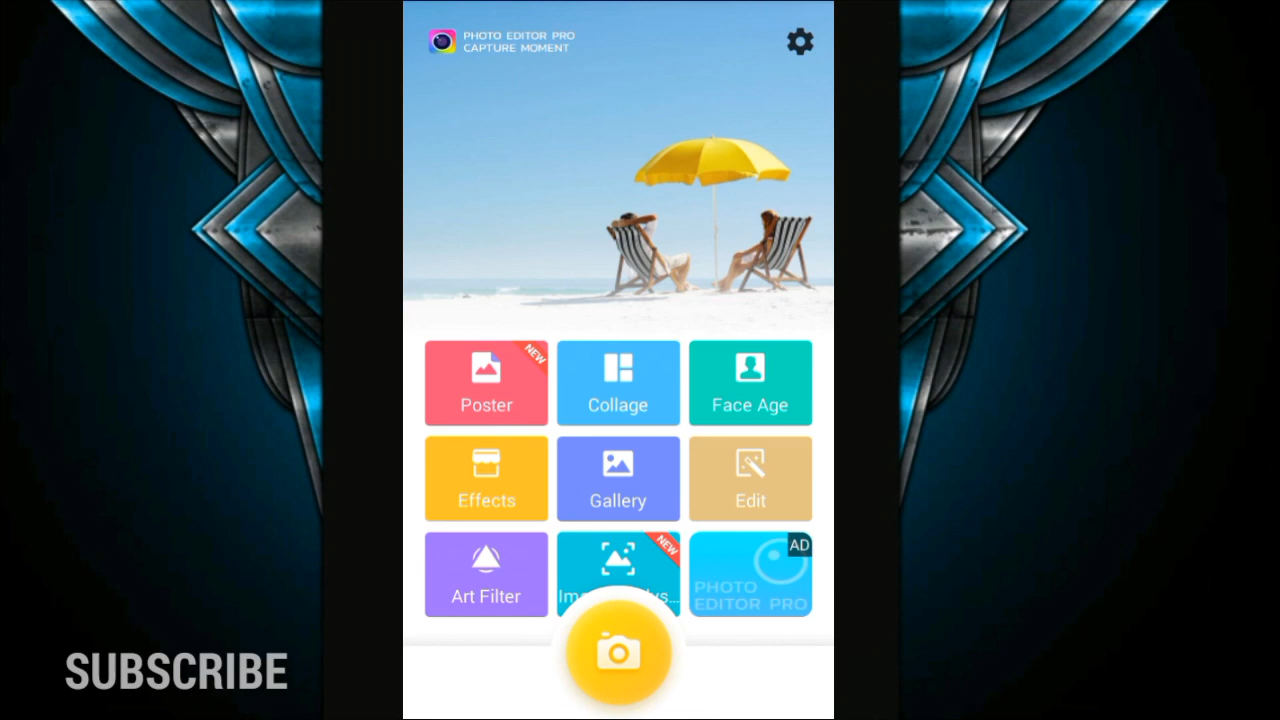 PHOTO EDITOR PRO
CAPTURE MOMENT
NEW
Poster
Collage
Face Age
Effects
Gallery
Edit
NEW
AD
PHOTO
EDITOR PRO
Art Filter
SUBSCRIBE